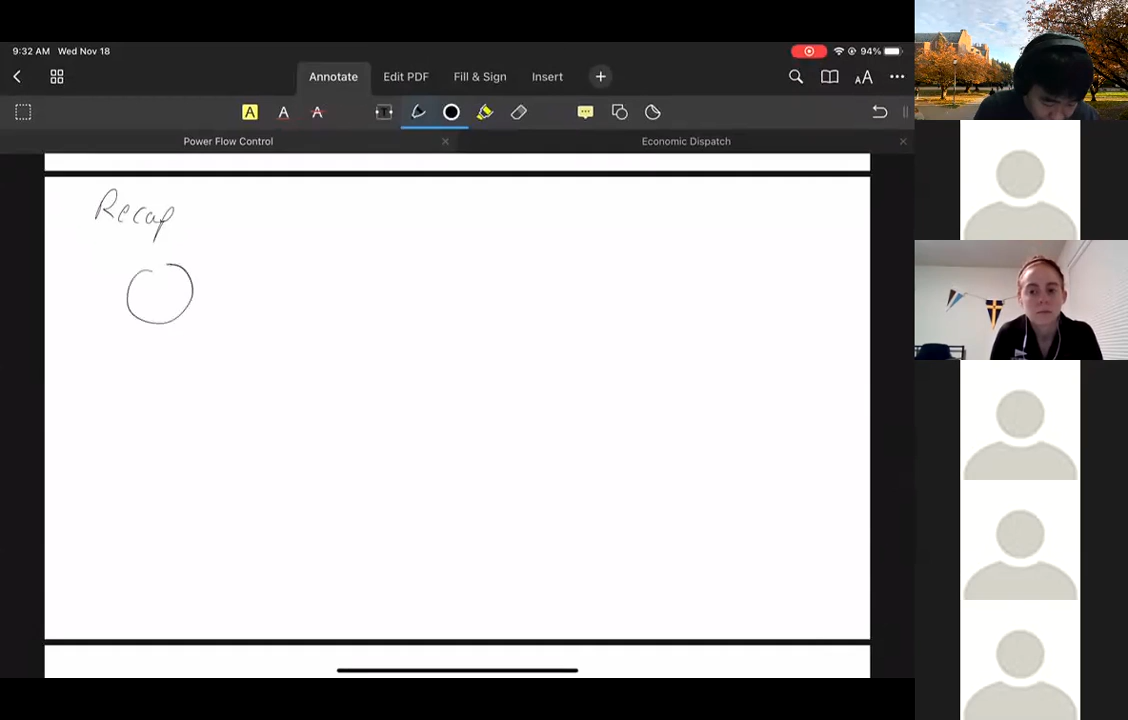 9:32 AM Wed Nov 18
94%
Annotate Edit PDF Fill & Sign Insert +
A A A T
AA
Power Flow Control Economic Dispatch
Recap